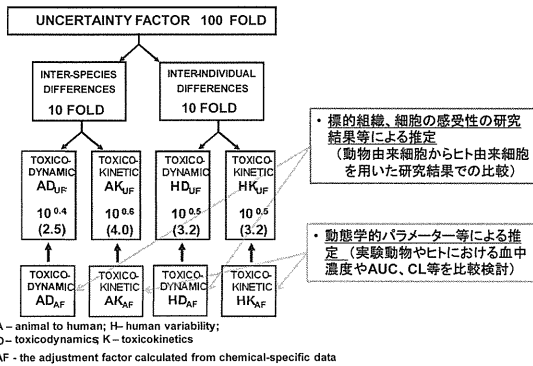 UNCERTAINTY FACTOR 100 FOLD
INTER-SPECIES
DIFFERENCES
10 FOLD
INTER-INDIVIDUAL
DIFFERENCES
10 FOLD
TOXICO-
DYNAMIC
ADUF
10^0.4
(2.5)
TOXICO-
KINETIC
AKUF
10^0.6
(4.0)
TOXICO-
DYNAMIC
HDUF
10^0.5
(3.2)
TOXICO-
KINETIC
HKUF
10^0.5
(3.2)
TOXICO-
DYNAMIC
ADAF
TOXICO-
KINETIC
AKAF
TOXICO-
DYNAMIC
HDAF
TOXICO-
KINETIC
HKAF
• 標的組織、細胞の感受性の研究
結果等による推定
(動物由来細胞からヒト由来細胞
を用いた研究結果での比較)
• 動態学的パラメーター等による推
定 (実験動物やヒトにおける血中
濃度やAUC、CL等を比較検討)
A – animal to human; H– human variability;
D – toxicodynamics; K – toxicokinetics
AF - the adjustment factor calculated from chemical-specific data